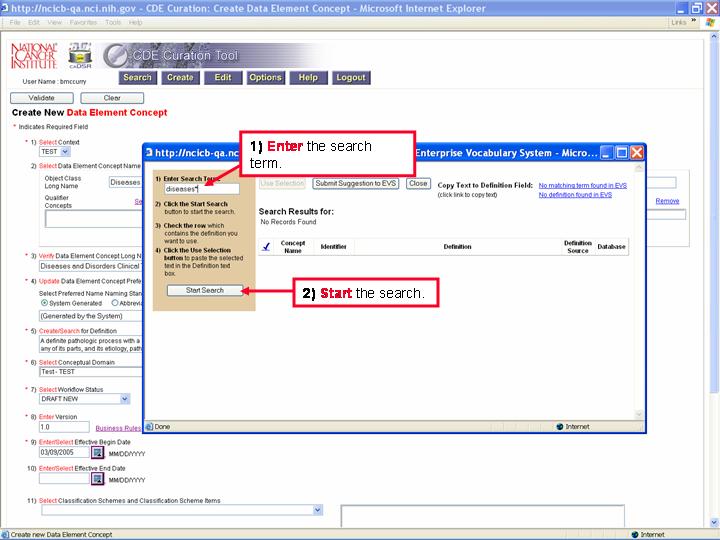 http://ncicb-qa.nci.nih.gov - CDE Curation: Create Data Element Concept - Microsoft Internet Explorer
File Edit View Favorites Tools Help
Links »
NATIONAL
CANCER
INSTITUTE
caDSR
CDE Curation Tool
User Name : bmccurry
Search Create Edit Options Help Logout
Validate Clear
Create New Data Element Concept
* Indicates Required Field
* 1) Select Context
TEST
2) Select Data Element Concept Name
Object Class
Long Name
Diseases
Qualifier
Concepts
Se
Remove
* 3) Verify Data Element Concept Long N
Diseases and Disorders Clinical
* 4) Update Data Element Concept Prefe
Select Preferred Name Naming Stan
System Generated Abbrevia
(Generated by the System)
* 5) Create/Search for Definition
A definite pathologic process with a
any of its parts, and its etiology, path
* 6) Select Conceptual Domain
Test - TEST
* 7) Select Workflow Status
DRAFT NEW
* 8) Enter Version
1.0 Business Rules
* 9) Enter/Select Effective Begin Date
03/09/2005 MM/DD/YYYY
10) Enter/Select Effective End Date
MM/DD/YYYY
11) Select Classification Schemes and Classification Scheme Items
http://ncicb-qa.nc Enterprise Vocabulary System - Micro...
1) Enter the search
term.
1) Enter Search Term:
diseases*
2) Click the Start Search
button to start the search.
3) Check the row which
contains the definition you
want to use.
4) Click the Use Selection
button to paste the selected
text in the Definition text
box.
Start Search
Use Selection Submit Suggestion to EVS Close
Copy Text to Definition Field:
(click link to copy text)
No matching term found in EVS
No definition found in EVS
Search Results for:
No Records Found
Concept
Name
Identifier
Definition
Definition
Source
Database
2) Start the search.
Done Internet
Create new Data Element Concept Internet